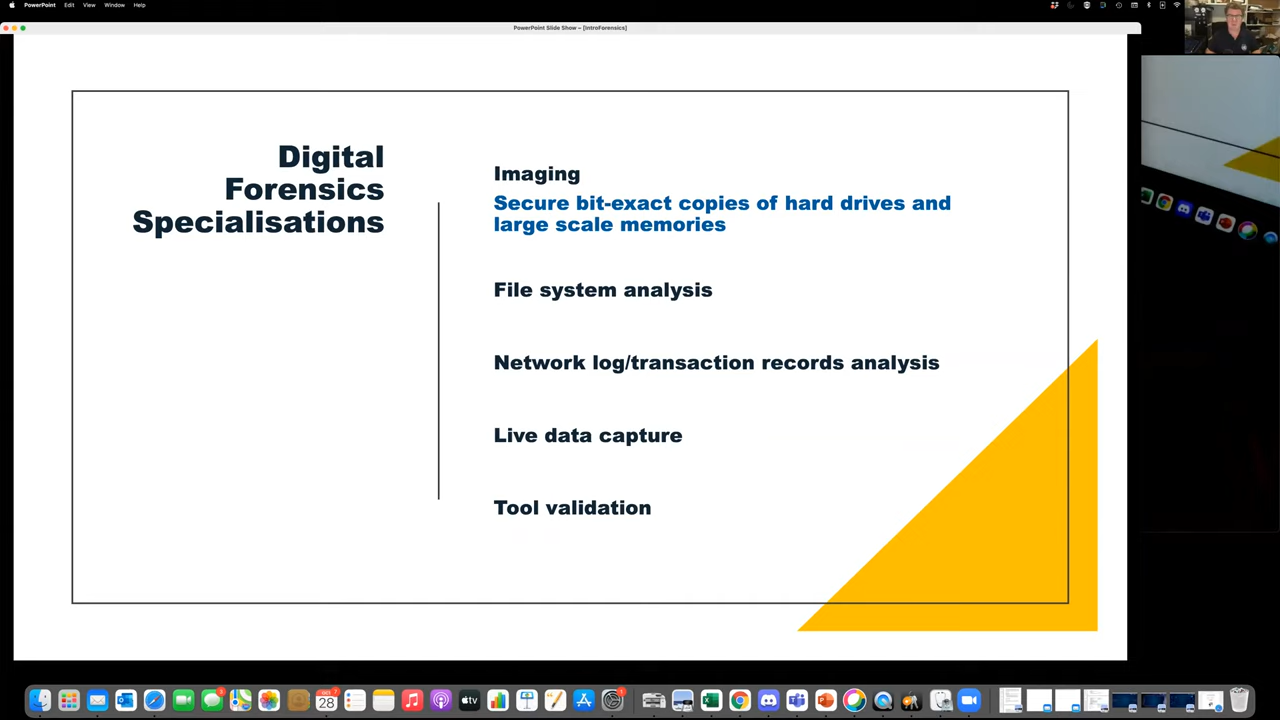 PowerPoint Edit View Window Help
PowerPoint Slide Show – [introForensics]
Digital
Forensics
Specialisations
Imaging
Secure bit-exact copies of hard drives and
large scale memories
File system analysis
Network log/transaction records analysis
Live data capture
Tool validation
28
tv